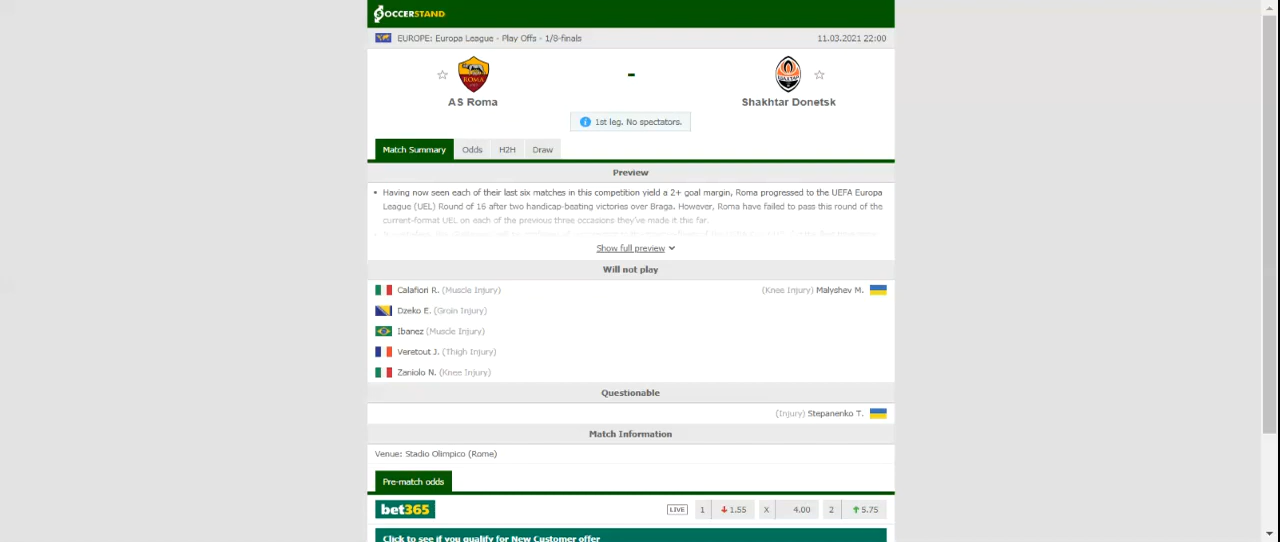 SOCCERSTAND
EUROPE: Europa League - Play Offs - 1/8-finals 11.03.2021 22:00
-
AS Roma Shakhtar Donetsk
1st leg. No spectators.
Match Summary Odds H2H Draw
Preview
Having now seen each of their last six matches in this competition yield a 2+ goal margin, Roma progressed to the UEFA Europa
League (UEL) Round of 16 after two handicap-beating victories over Braga. However, Roma have failed to pass this round of the
current-format UEL on each of the previous three occasions they've made it this far.
Show full preview
Will not play
Calafiori R. (Muscle Injury) (Knee Injury) Malyshev M.
Dzeko E. (Groin Injury)
Ibanez (Muscle Injury)
Veretout J. (Thigh Injury)
Zaniolo N. (Knee Injury)
Questionable
(Injury) Stepanenko T.
Match Information
Venue: Stadio Olimpico (Rome)
Pre-match odds
bet365 LIVE 1 1.55 X 4.00 2 5.75
Click to see if you qualify for New Customer offer